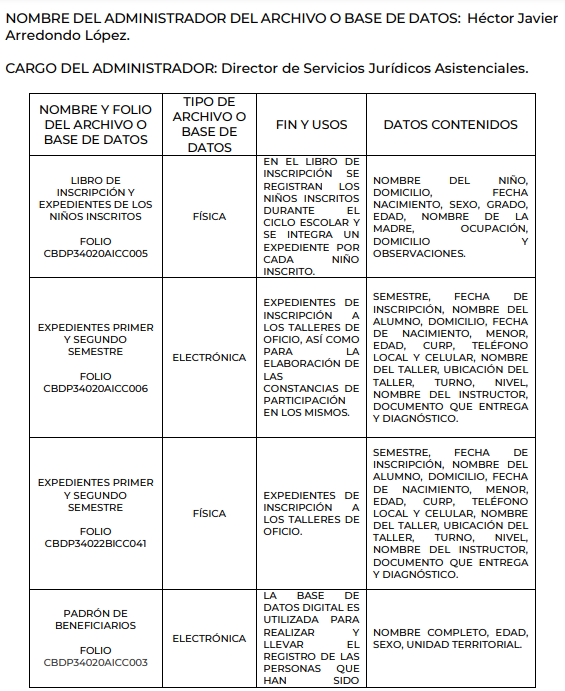 NOMBRE DEL ADMINISTRADOR DEL ARCHIVO O BASE DE DATOS: Héctor Javier
Arredondo López.
CARGO DEL ADMINISTRADOR: Director de Servicios Jurídicos Asistenciales.
NOMBRE Y FOLIO
DEL ARCHIVO O
BASE DE DATOS
TIPO DE
ARCHIVO O
BASE DE
DATOS
FIN Y USOS
DATOS CONTENIDOS
LIBRO DE
INSCRIPCIÓN Y
EXPEDIENTES DE LOS
NIÑOS INSCRITOS
FOLIO
CBDP34020AICC005
FÍSICA
EN EL LIBRO DE
INSCRIPCIÓN SE
REGISTRAN LOS
NIÑOS INSCRITOS
DURANTE EL
CICLO ESCOLAR Y
SE INTEGRA UN
EXPEDIENTE POR
CADA NIÑO
INSCRITO.
NOMBRE DEL NIÑO,
DOMICILIO, FECHA
NACIMIENTO, SEXO, GRADO,
EDAD, NOMBRE DE LA
MADRE, OCUPACIÓN,
DOMICILIO Y
OBSERVACIONES.
EXPEDIENTES PRIMER
Y SEGUNDO
SEMESTRE
FOLIO
CBDP34020AICC006
ELECTRÓNICA
EXPEDIENTES DE
INSCRIPCIÓN A
LOS TALLERES DE
OFICIO, ASÍ COMO
PARA LA
ELABORACIÓN DE
LAS
CONSTANCIAS DE
PARTICIPACIÓN
EN LOS MISMOS.
SEMESTRE, FECHA DE
INSCRIPCIÓN, NOMBRE DEL
ALUMNO, DOMICILIO, FECHA
DE NACIMIENTO, MENOR,
EDAD, CURP, TELÉFONO
LOCAL Y CELULAR, NOMBRE
DEL TALLER, UBICACIÓN DEL
TALLER, TURNO, NIVEL,
NOMBRE DEL INSTRUCTOR,
DOCUMENTO QUE ENTREGA
Y DIAGNÓSTICO.
EXPEDIENTES PRIMER
Y SEGUNDO
SEMESTRE
FOLIO
CBDP34022BICC041
FÍSICA
EXPEDIENTES DE
INSCRIPCIÓN A
LOS TALLERES DE
OFICIO.
SEMESTRE, FECHA DE
INSCRIPCIÓN, NOMBRE DEL
ALUMNO, DOMICILIO, FECHA
DE NACIMIENTO, MENOR,
EDAD, CURP, TELÉFONO
LOCAL Y CELULAR, NOMBRE
DEL TALLER, UBICACIÓN DEL
TALLER, TURNO, NIVEL,
NOMBRE DEL INSTRUCTOR,
DOCUMENTO QUE ENTREGA
Y DIAGNÓSTICO.
PADRÓN DE
BENEFICIARIOS
FOLIO
CBDP34020AICC003
ELECTRÓNICA
LA BASE DE
DATOS DIGITAL ES
UTILIZADA PARA
REALIZAR Y
LLEVAR EL
REGISTRO DE LAS
PERSONAS QUE
HAN SIDO
NOMBRE COMPLETO, EDAD,
SEXO, UNIDAD TERRITORIAL.